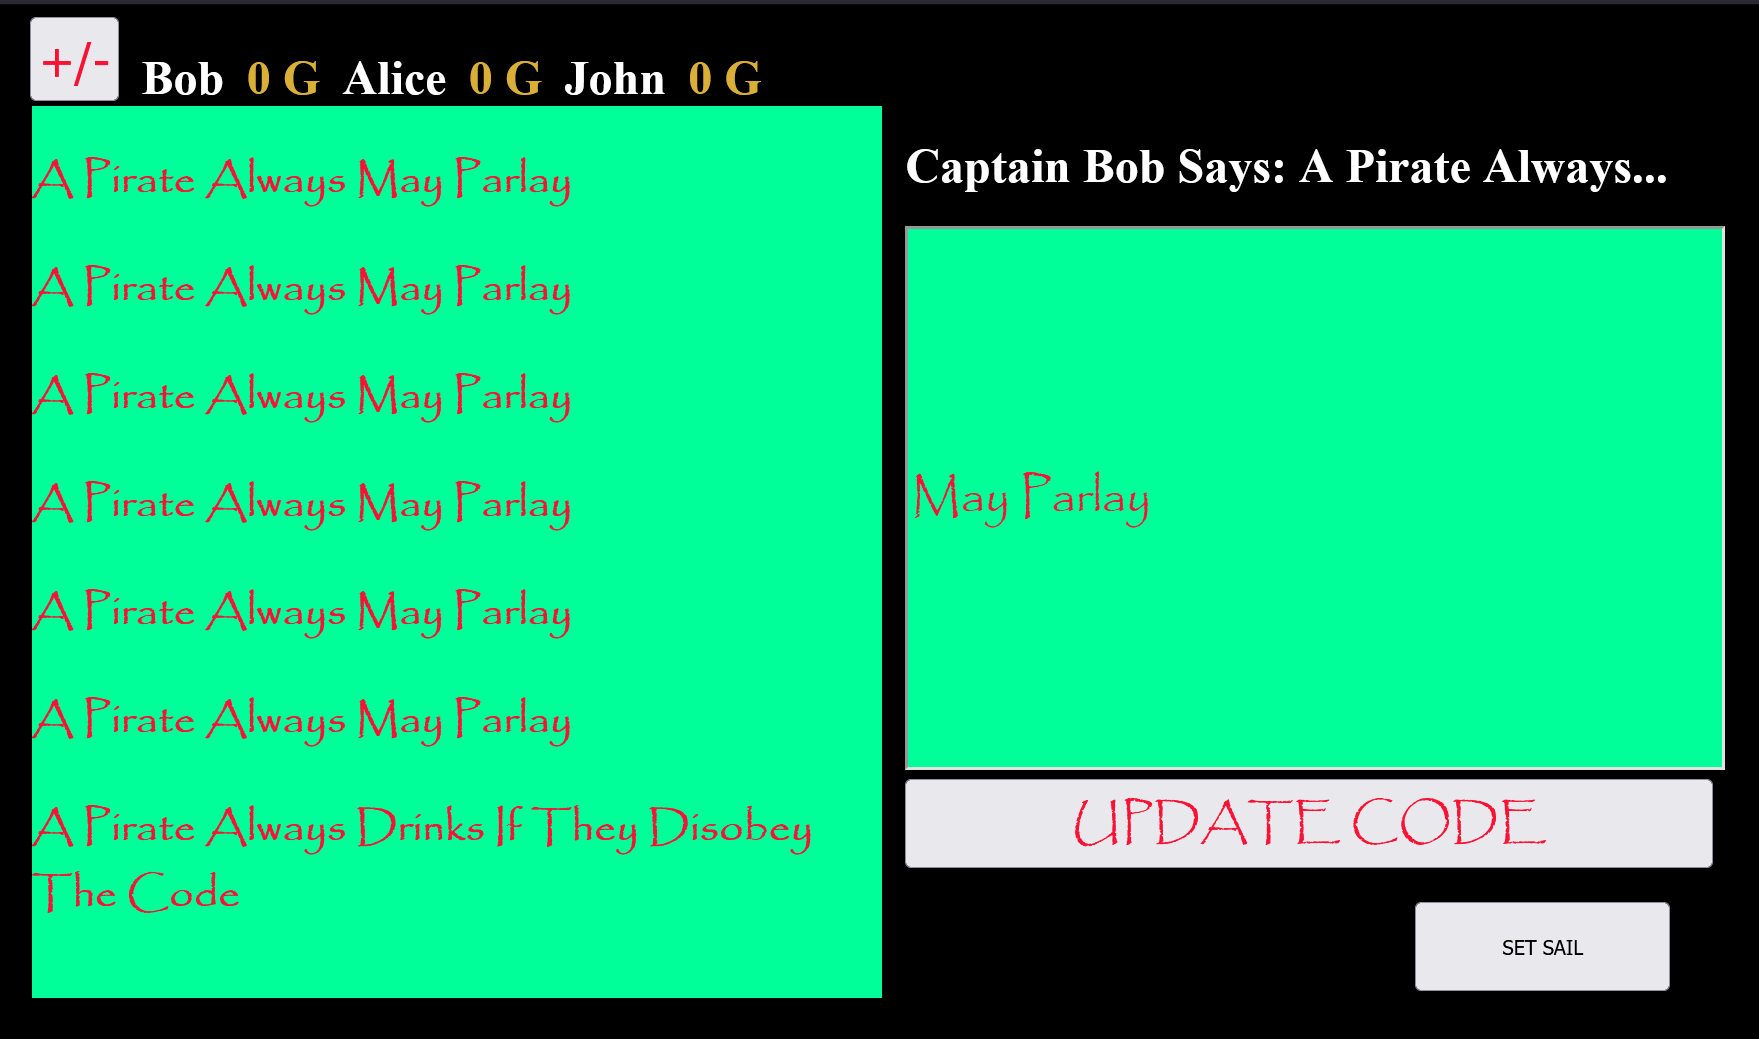 +/-
Bob 0 G Alice 0 G John 0 G
A Pirate Always May Parlay
A Pirate Always May Parlay
A Pirate Always May Parlay
A Pirate Always May Parlay
A Pirate Always May Parlay
A Pirate Always May Parlay
A Pirate Always Drinks If They Disobey
The Code
Captain Bob Says: A Pirate Always...
May Parlay
UPDATE CODE
SET SAIL